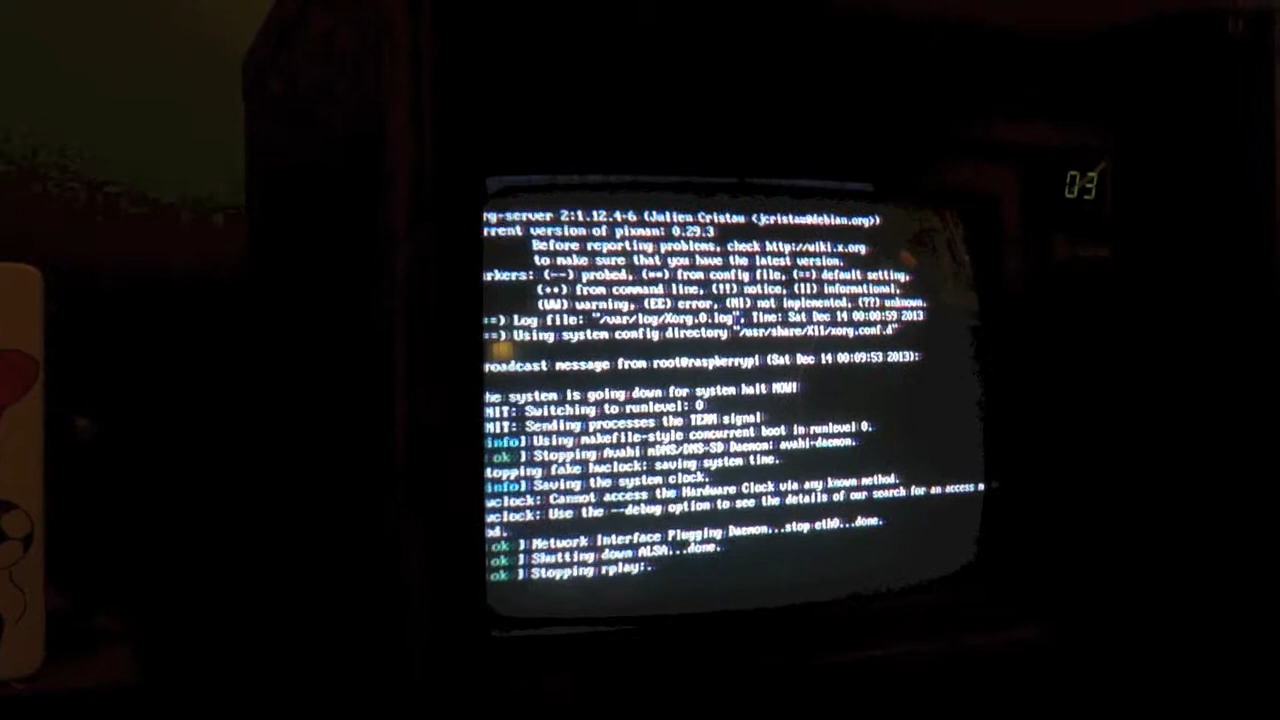 03
rg-server 2:1.12.4-6 (Julien Cristau <jcristau@debian.org>)
rrent version of pixman: 0.29.3
Before reporting problems, check http://wiki.x.org
to make sure that you have the latest version.
rkers: (--) probed, (**) from config file, (==) default setting,
(++) from command line, (!!) notice, (II) informational,
(WW) warning, (EE) error, (NI) not implemented, (??) unknown.
==) Log file: "/var/log/Xorg.0.log", Time: Sat Dec 14 00:00:59 2013
==) Using system config directory "/usr/share/X11/xorg.conf.d"
roadcast message from root@raspberrypi (Sat Dec 14 00:09:53 2013):
he system is going down for system halt NOW!
NIT: Switching to runlevel: 0
NIT: Sending processes the TERM signal
info] Using makefile-style concurrent boot in runlevel 0.
ok ] Stopping Avahi mDNS/DNS-SD Daemon: avahi-daemon.
topping fake hwclock: saving system time.
info] Saving the system clock.
wclock: Cannot access the Hardware Clock via any known method.
wclock: Use the --debug option to see the details of our search for an access m
od.
ok ] Network Interface Plugging Daemon...stop eth0...done.
ok ] Shutting down ALSA...done.
ok ] Stopping rplay:.